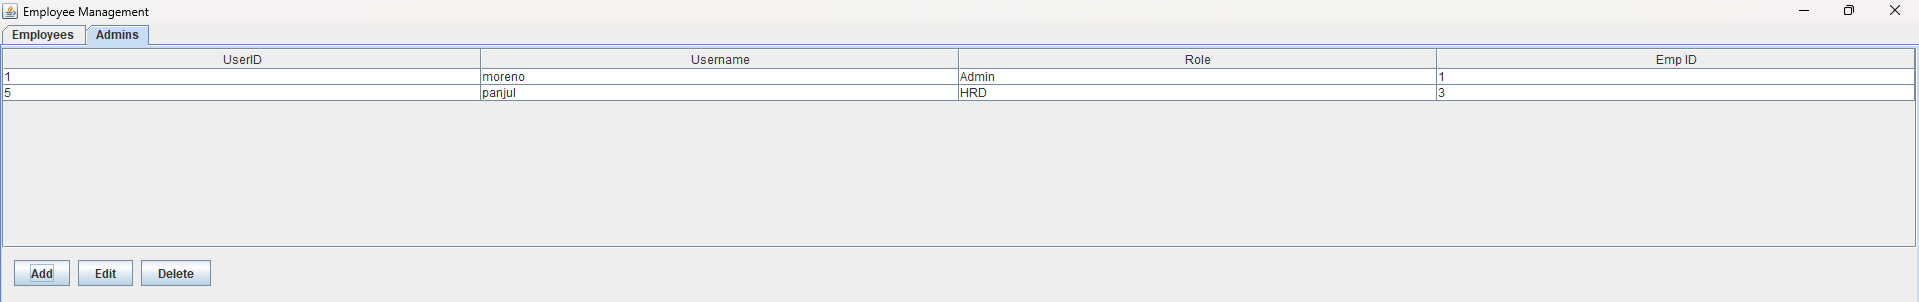 Employee Management
Employees Admins
UserID Username Role Emp ID
1 moreno Admin 1
5 panjul HRD 3
Add Edit Delete